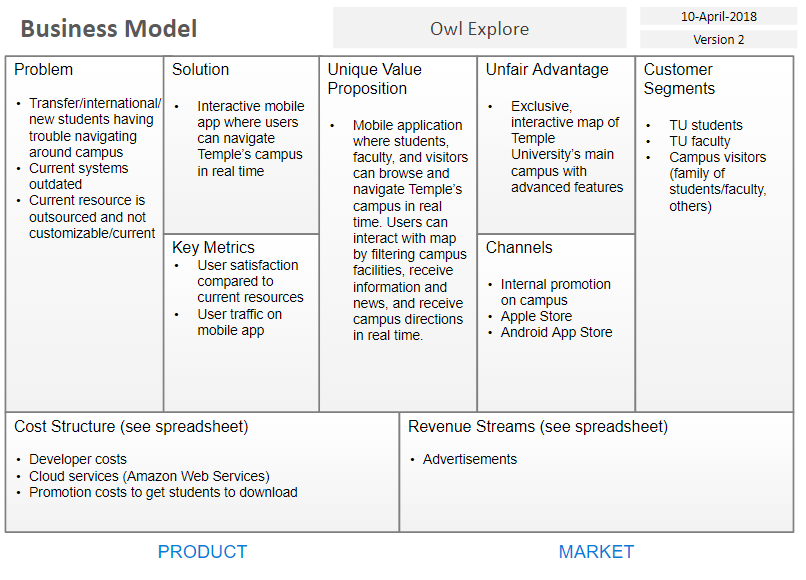 Business Model
Owl Explore
10-April-2018
Version 2
Problem
• Transfer/international/
new students having
trouble navigating
around campus
• Current systems
outdated
• Current resource is
outsourced and not
customizable/current
Solution
• Interactive mobile
app where users
can navigate
Temple's campus
in real time
Key Metrics
• User satisfaction
compared to
current resources
• User traffic on
mobile app
Unique Value
Proposition
• Mobile application
where students,
faculty, and visitors
can browse and
navigate Temple's
campus in real
time. Users can
interact with map
by filtering campus
facilities, receive
information and
news, and receive
campus directions
in real time.
Unfair Advantage
• Exclusive,
interactive map of
Temple
University's main
campus with
advanced features
Channels
• Internal promotion
on campus
• Apple Store
• Android App Store
Customer
Segments
• TU students
• TU faculty
• Campus visitors
(family of
students/faculty,
others)
Cost Structure (see spreadsheet)
• Developer costs
• Cloud services (Amazon Web Services)
• Promotion costs to get students to download
Revenue Streams (see spreadsheet)
• Advertisements
PRODUCT
MARKET